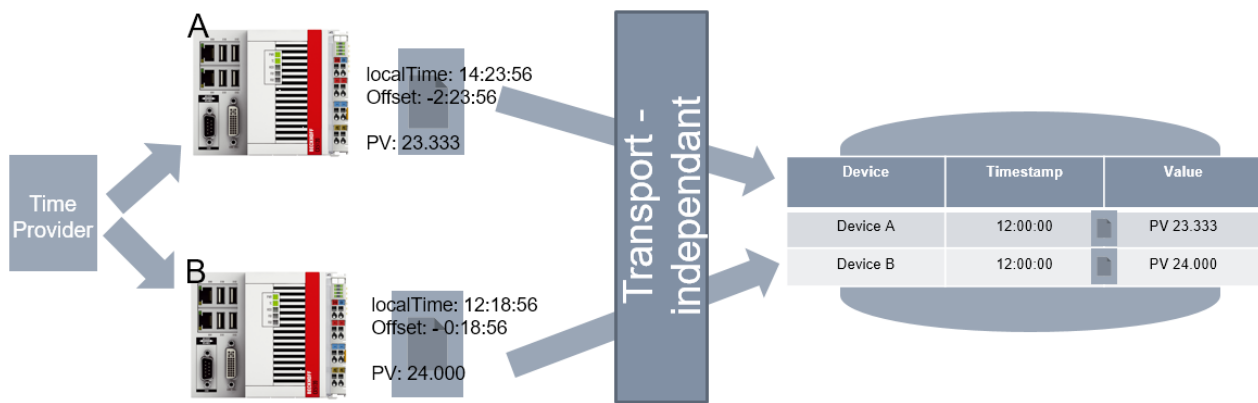 Time
Provider
A
localTime: 14:23:56
Offset: -2:23:56
PV: 23.333
B
localTime: 12:18:56
Offset: - 0:18:56
PV: 24.000
Transport -
independant
Device Timestamp Value
Device A 12:00:00 PV 23.333
Device B 12:00:00 PV 24.000
BECKHOFF
BECKHOFF